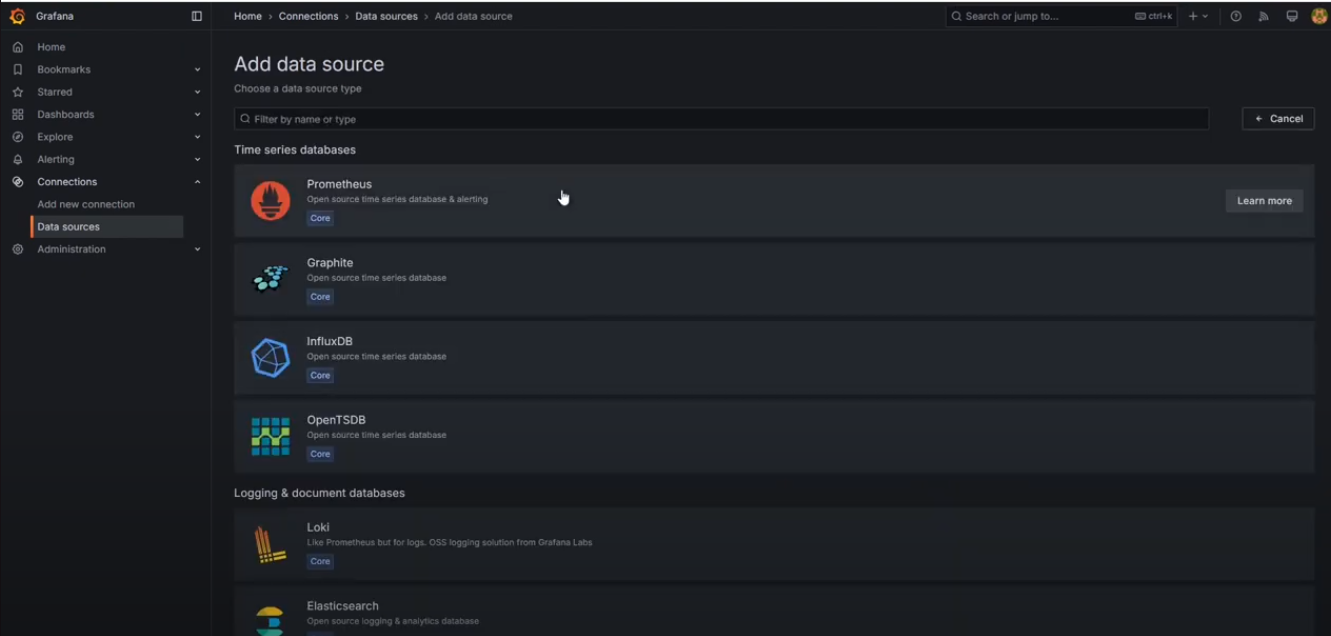 Grafana
Home › Connections › Data sources › Add data source
Search or jump to...
ctrl+k
Home
Bookmarks
Starred
Dashboards
Explore
Alerting
Connections
Add new connection
Data sources
Administration
Add data source
Choose a data source type
Filter by name or type
Cancel
Time series databases
Prometheus
Open source time series database & alerting
Core
Learn more
Graphite
Open source time series database
Core
InfluxDB
Open source time series database
Core
OpenTSDB
Open source time series database
Core
Logging & document databases
Loki
Like Prometheus but for logs. OSS logging solution from Grafana Labs
Core
Elasticsearch
Open source logging & analytics database